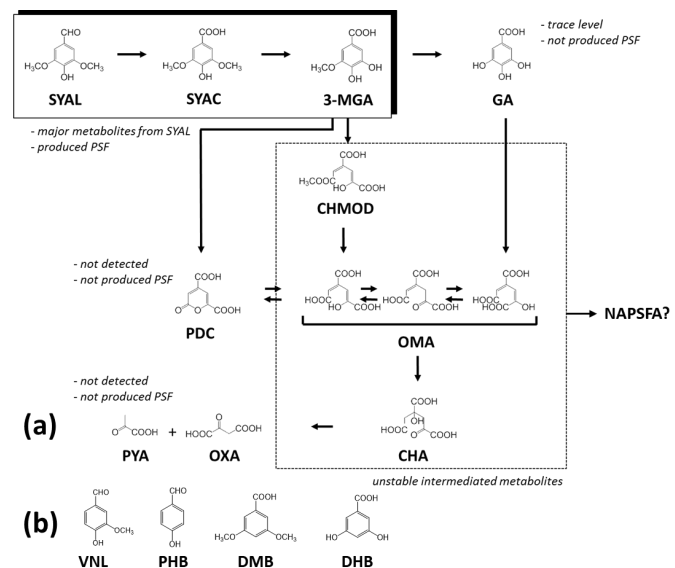 CHO
H₃CO OCH₃
OH
SYAL
COOH
H₃CO OCH₃
OH
SYAC
COOH
H₃CO OH
OH
3-MGA
COOH
HO OH
OH
GA
- trace level
- not produced PSF
- major metabolites from SYAL
- produced PSF
COOH
H₃COOC HO COOH
CHMOD
- not detected
- not produced PSF
COOH
O O COOH
PDC
COOH
HOOC HO COOH
COOH
HOOC O COOH
COOH
HOOC HOOC OH
OMA
NAPSFA?
- not detected
- not produced PSF
(a)
O COOH
PYA
+
O
HOOC COOH
OXA
COOH
OH
HOOC O COOH
CHA
unstable intermediated metabolites
(b)
CHO
OCH₃
OH
VNL
CHO
OH
PHB
COOH
H₃CO OCH₃
DMB
COOH
HO OH
DHB